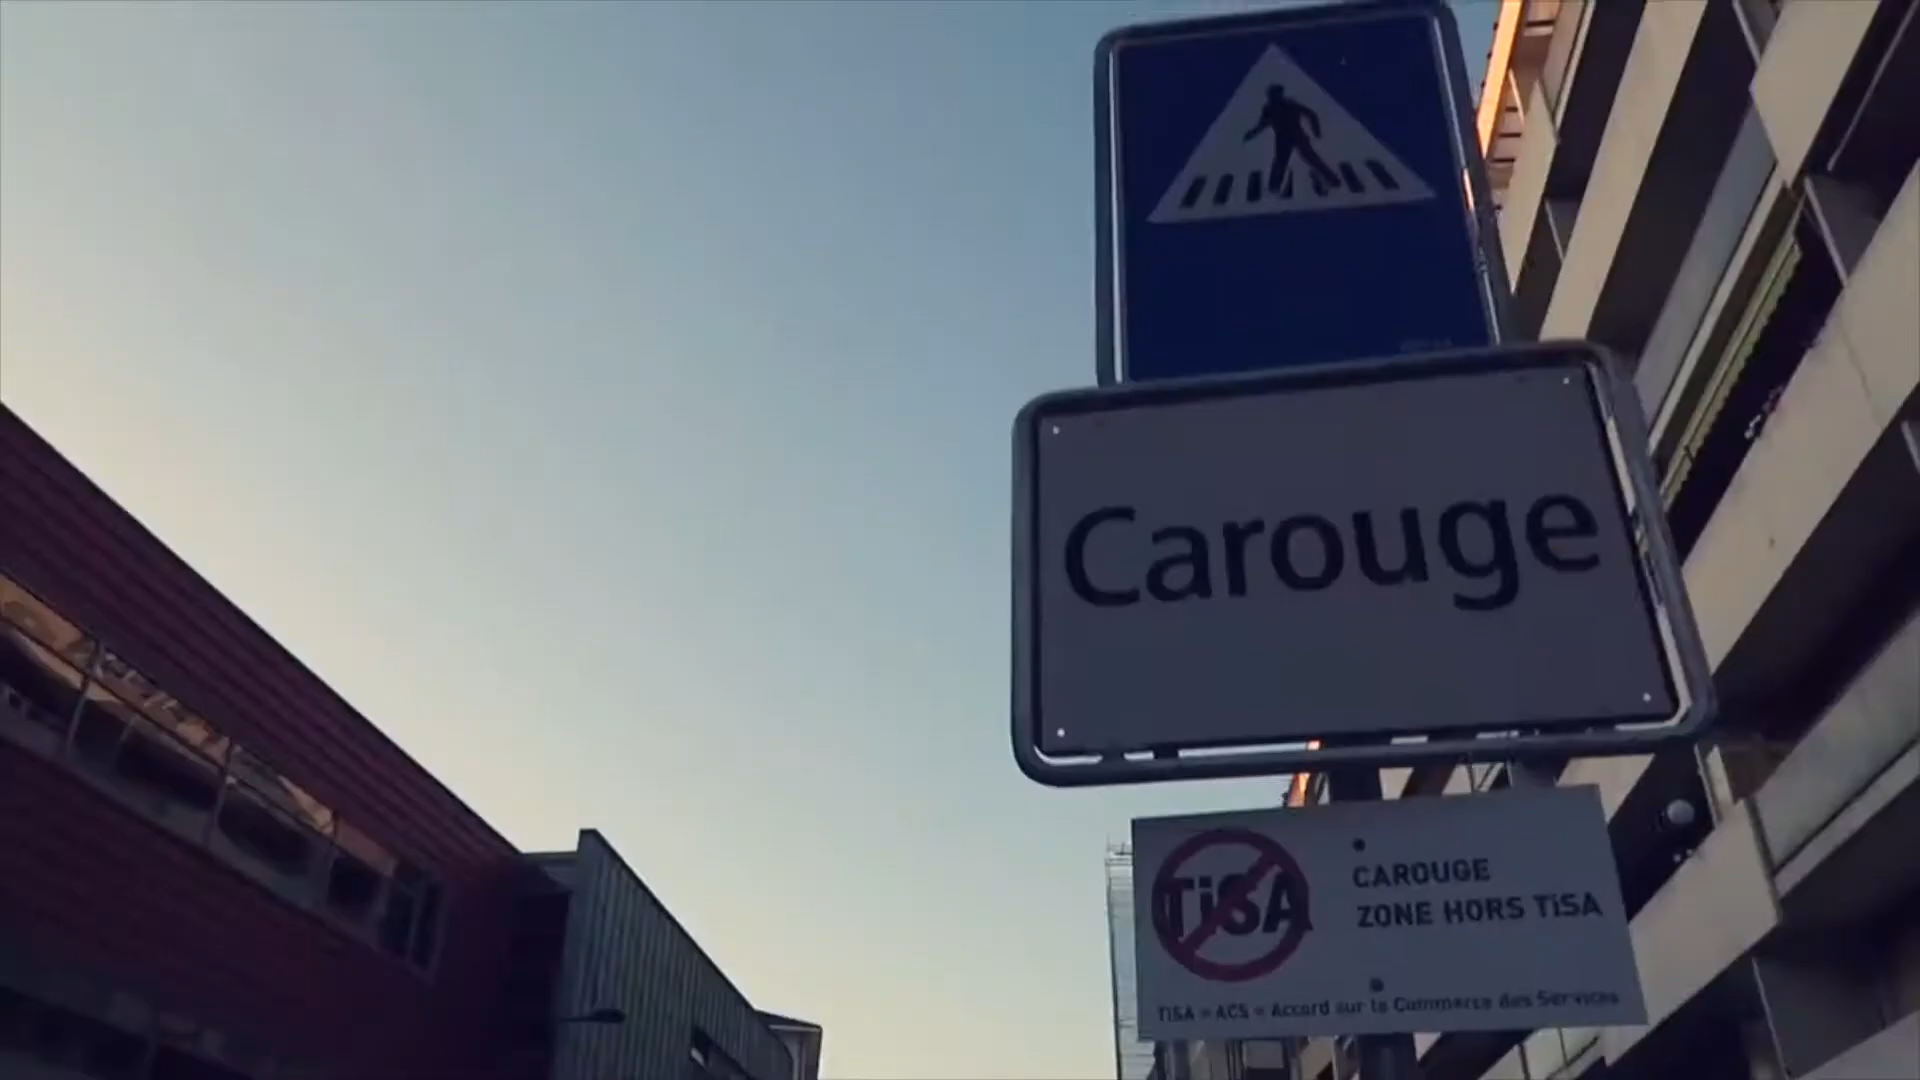 Carouge
TiSA
CAROUGE
ZONE HORS TiSA
TiSA = ACS = Accord sur le Commerce des Services